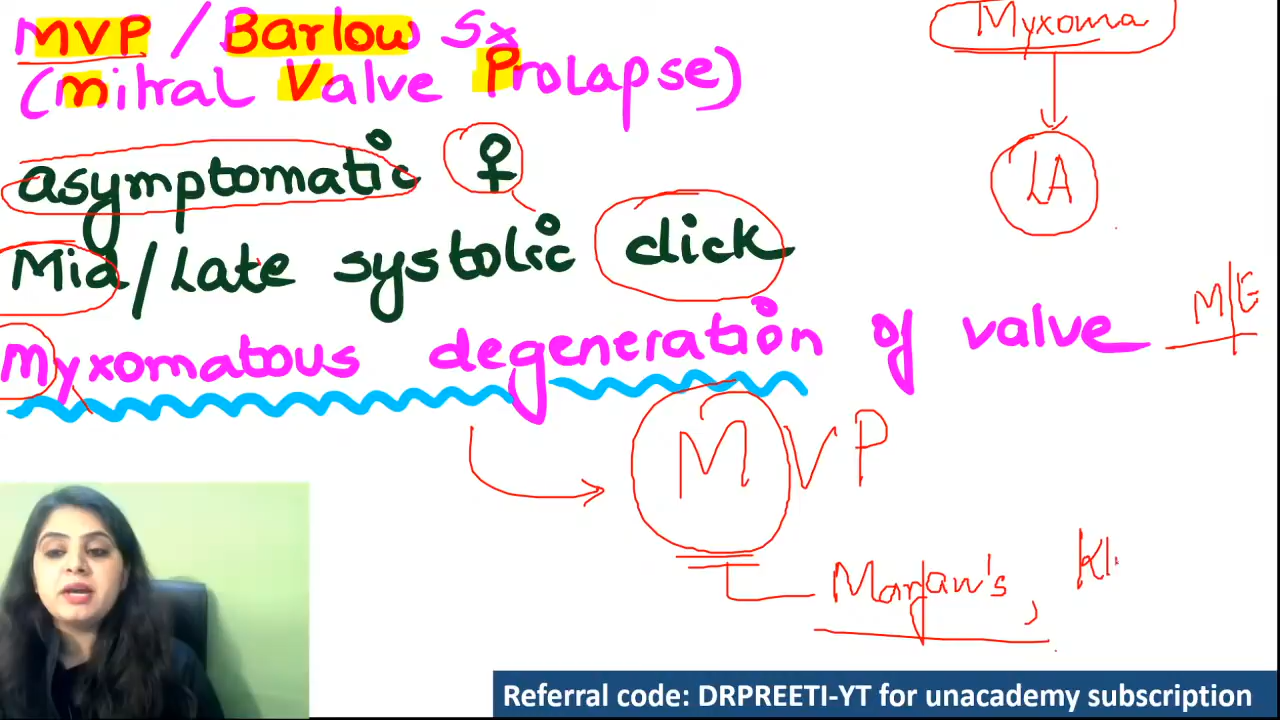 MVP / Barlow Sx
(mitral Valve Prolapse)
Myxoma
LA
asymptomatic ♀
Mid/Late systolic click
Myxomatous degeneration of valve
M/E
MVP
Marfan's, Kl
Referral code: DRPREETI-YT for unacademy subscription